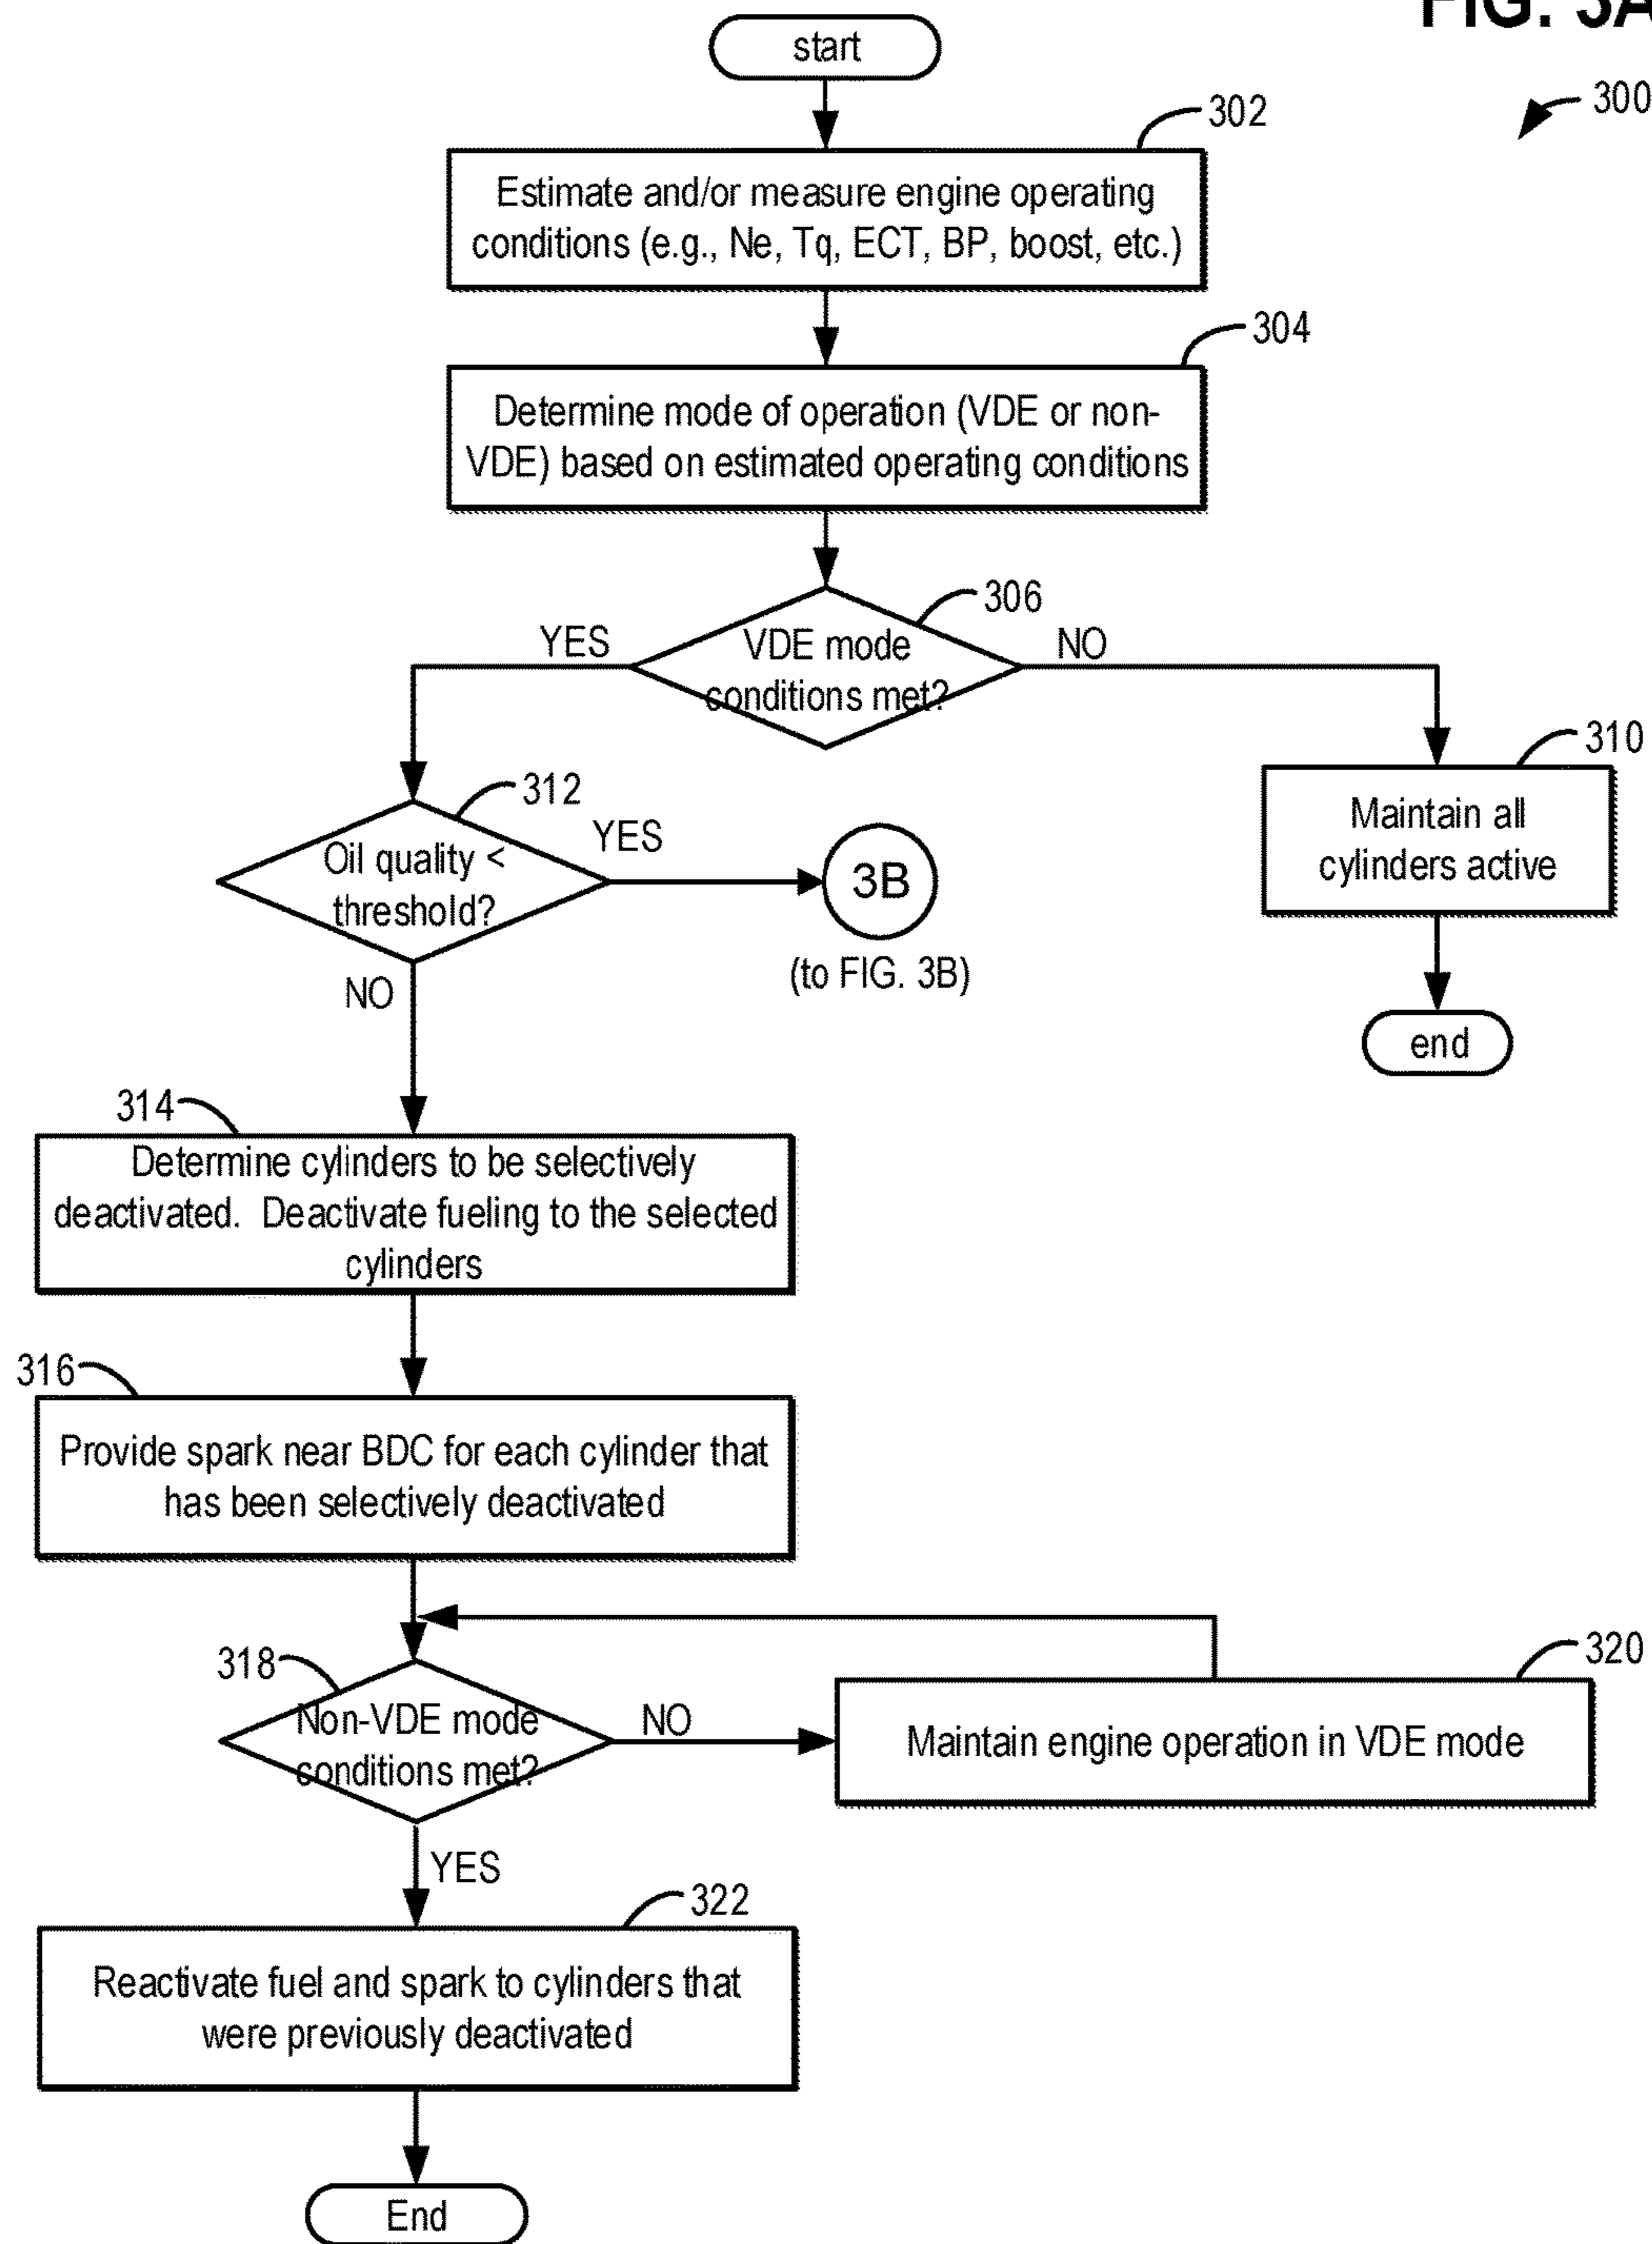 FIG. 3A
start
300
302
Estimate and/or measure engine operating
conditions (e.g., Ne, Tq, ECT, BP, boost, etc.)
304
Determine mode of operation (VDE or non-
VDE) based on estimated operating conditions
306
YES
VDE mode
NO
conditions met?
310
312
Maintain all
cylinders active
YES
Oil quality <
threshold?
3B
(to FIG. 3B)
NO
end
314
Determine cylinders to be selectively
deactivated. Deactivate fueling to the selected
cylinders
316
Provide spark near BDC for each cylinder that
has been selectively deactivated
318
320
Non-VDE mode
conditions met?
NO
Maintain engine operation in VDE mode
YES
322
Reactivate fuel and spark to cylinders that
were previously deactivated
End